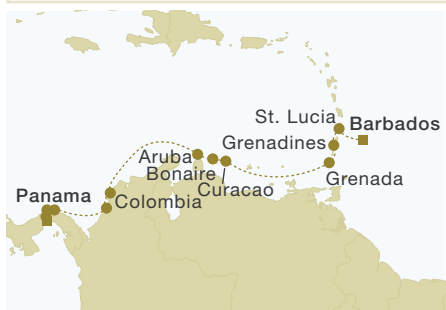 St. Lucia
Barbados
Grenadines
Aruba
Bonaire
Curacao
Grenada
Panama
Colombia